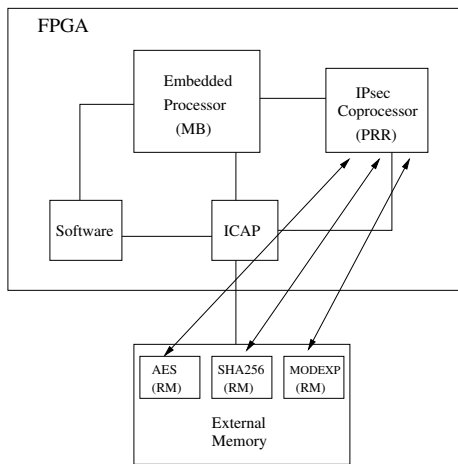 FPGA
Embedded
Processor
(MB)
IPsec
Coprocessor
(PRR)
Software
ICAP
AES
(RM)
SHA256
(RM)
MODEXP
(RM)
External
Memory